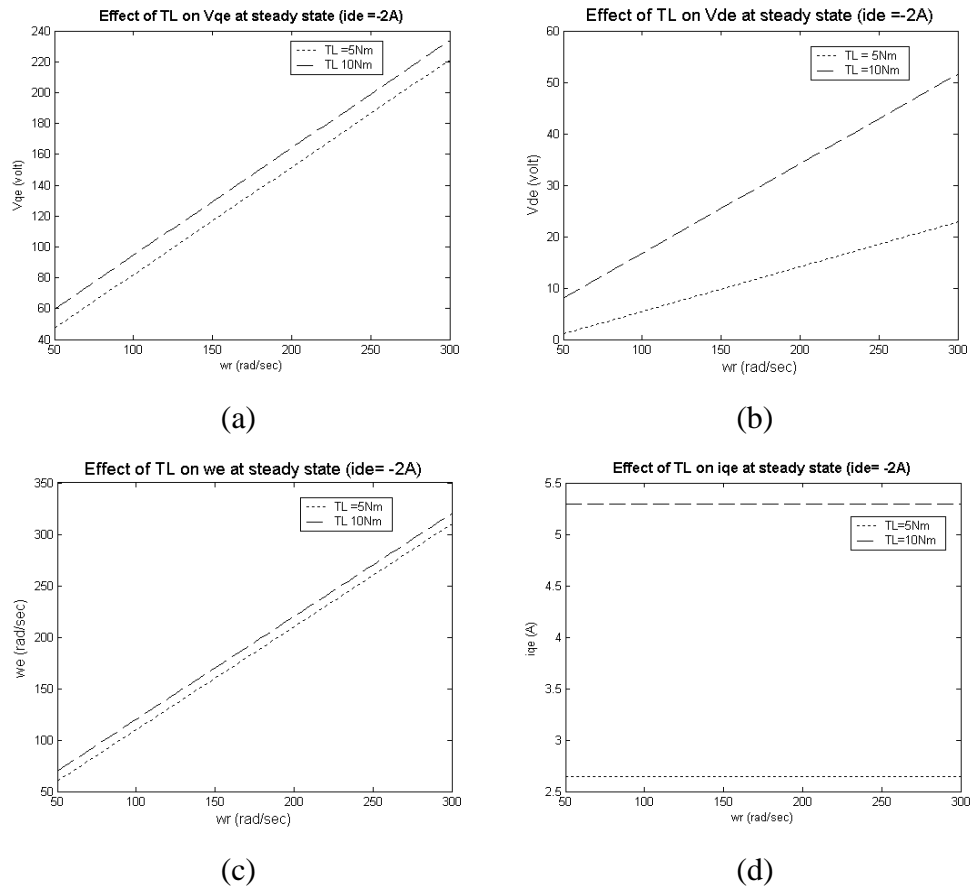 Effect of TL on Vqe at steady state (ide =-2A)
240
220
200
180
160
140
120
100
80
60
40
Vqe (volt)
TL =5Nm
TL 10Nm
50
100
150
200
250
300
wr (rad/sec)
(a)
Effect of TL on Vde at steady state (ide =-2A)
60
50
40
30
20
10
0
Vde (volt)
TL = 5Nm
TL =10Nm
50
100
150
200
250
300
wr (rad/sec)
(b)
Effect of TL on we at steady state (ide= -2A)
350
300
250
200
150
100
50
we (rad/sec)
TL =5Nm
TL 10Nm
50
100
150
200
250
300
wr (rad/sec)
(c)
Effect of TL on iqe at steady state (ide= -2A)
5.5
5
4.5
4
3.5
3
2.5
iqe (A)
TL=5Nm
TL=10Nm
50
100
150
200
250
300
wr (rad/sec)
(d)